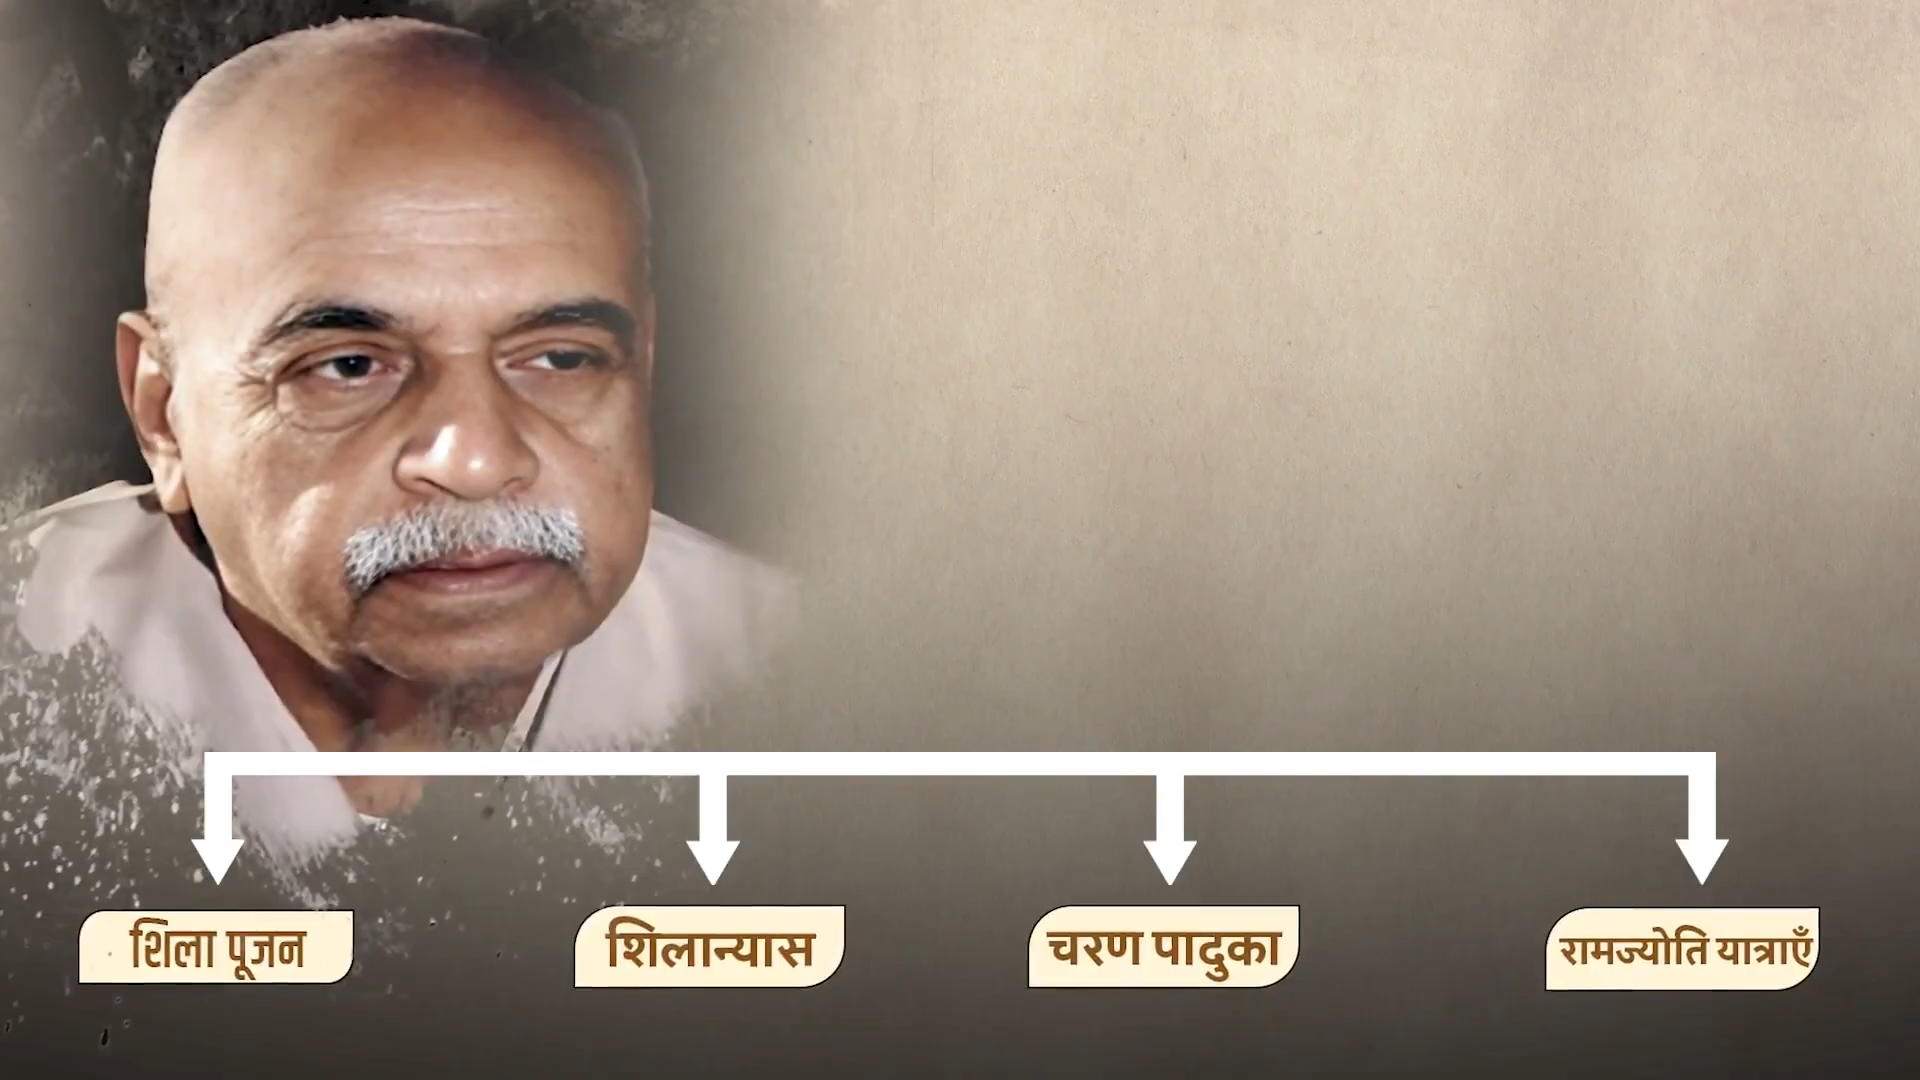 शिला पूजन
शिलान्यास
चरण पादुका
रामज्योति यात्राएँ